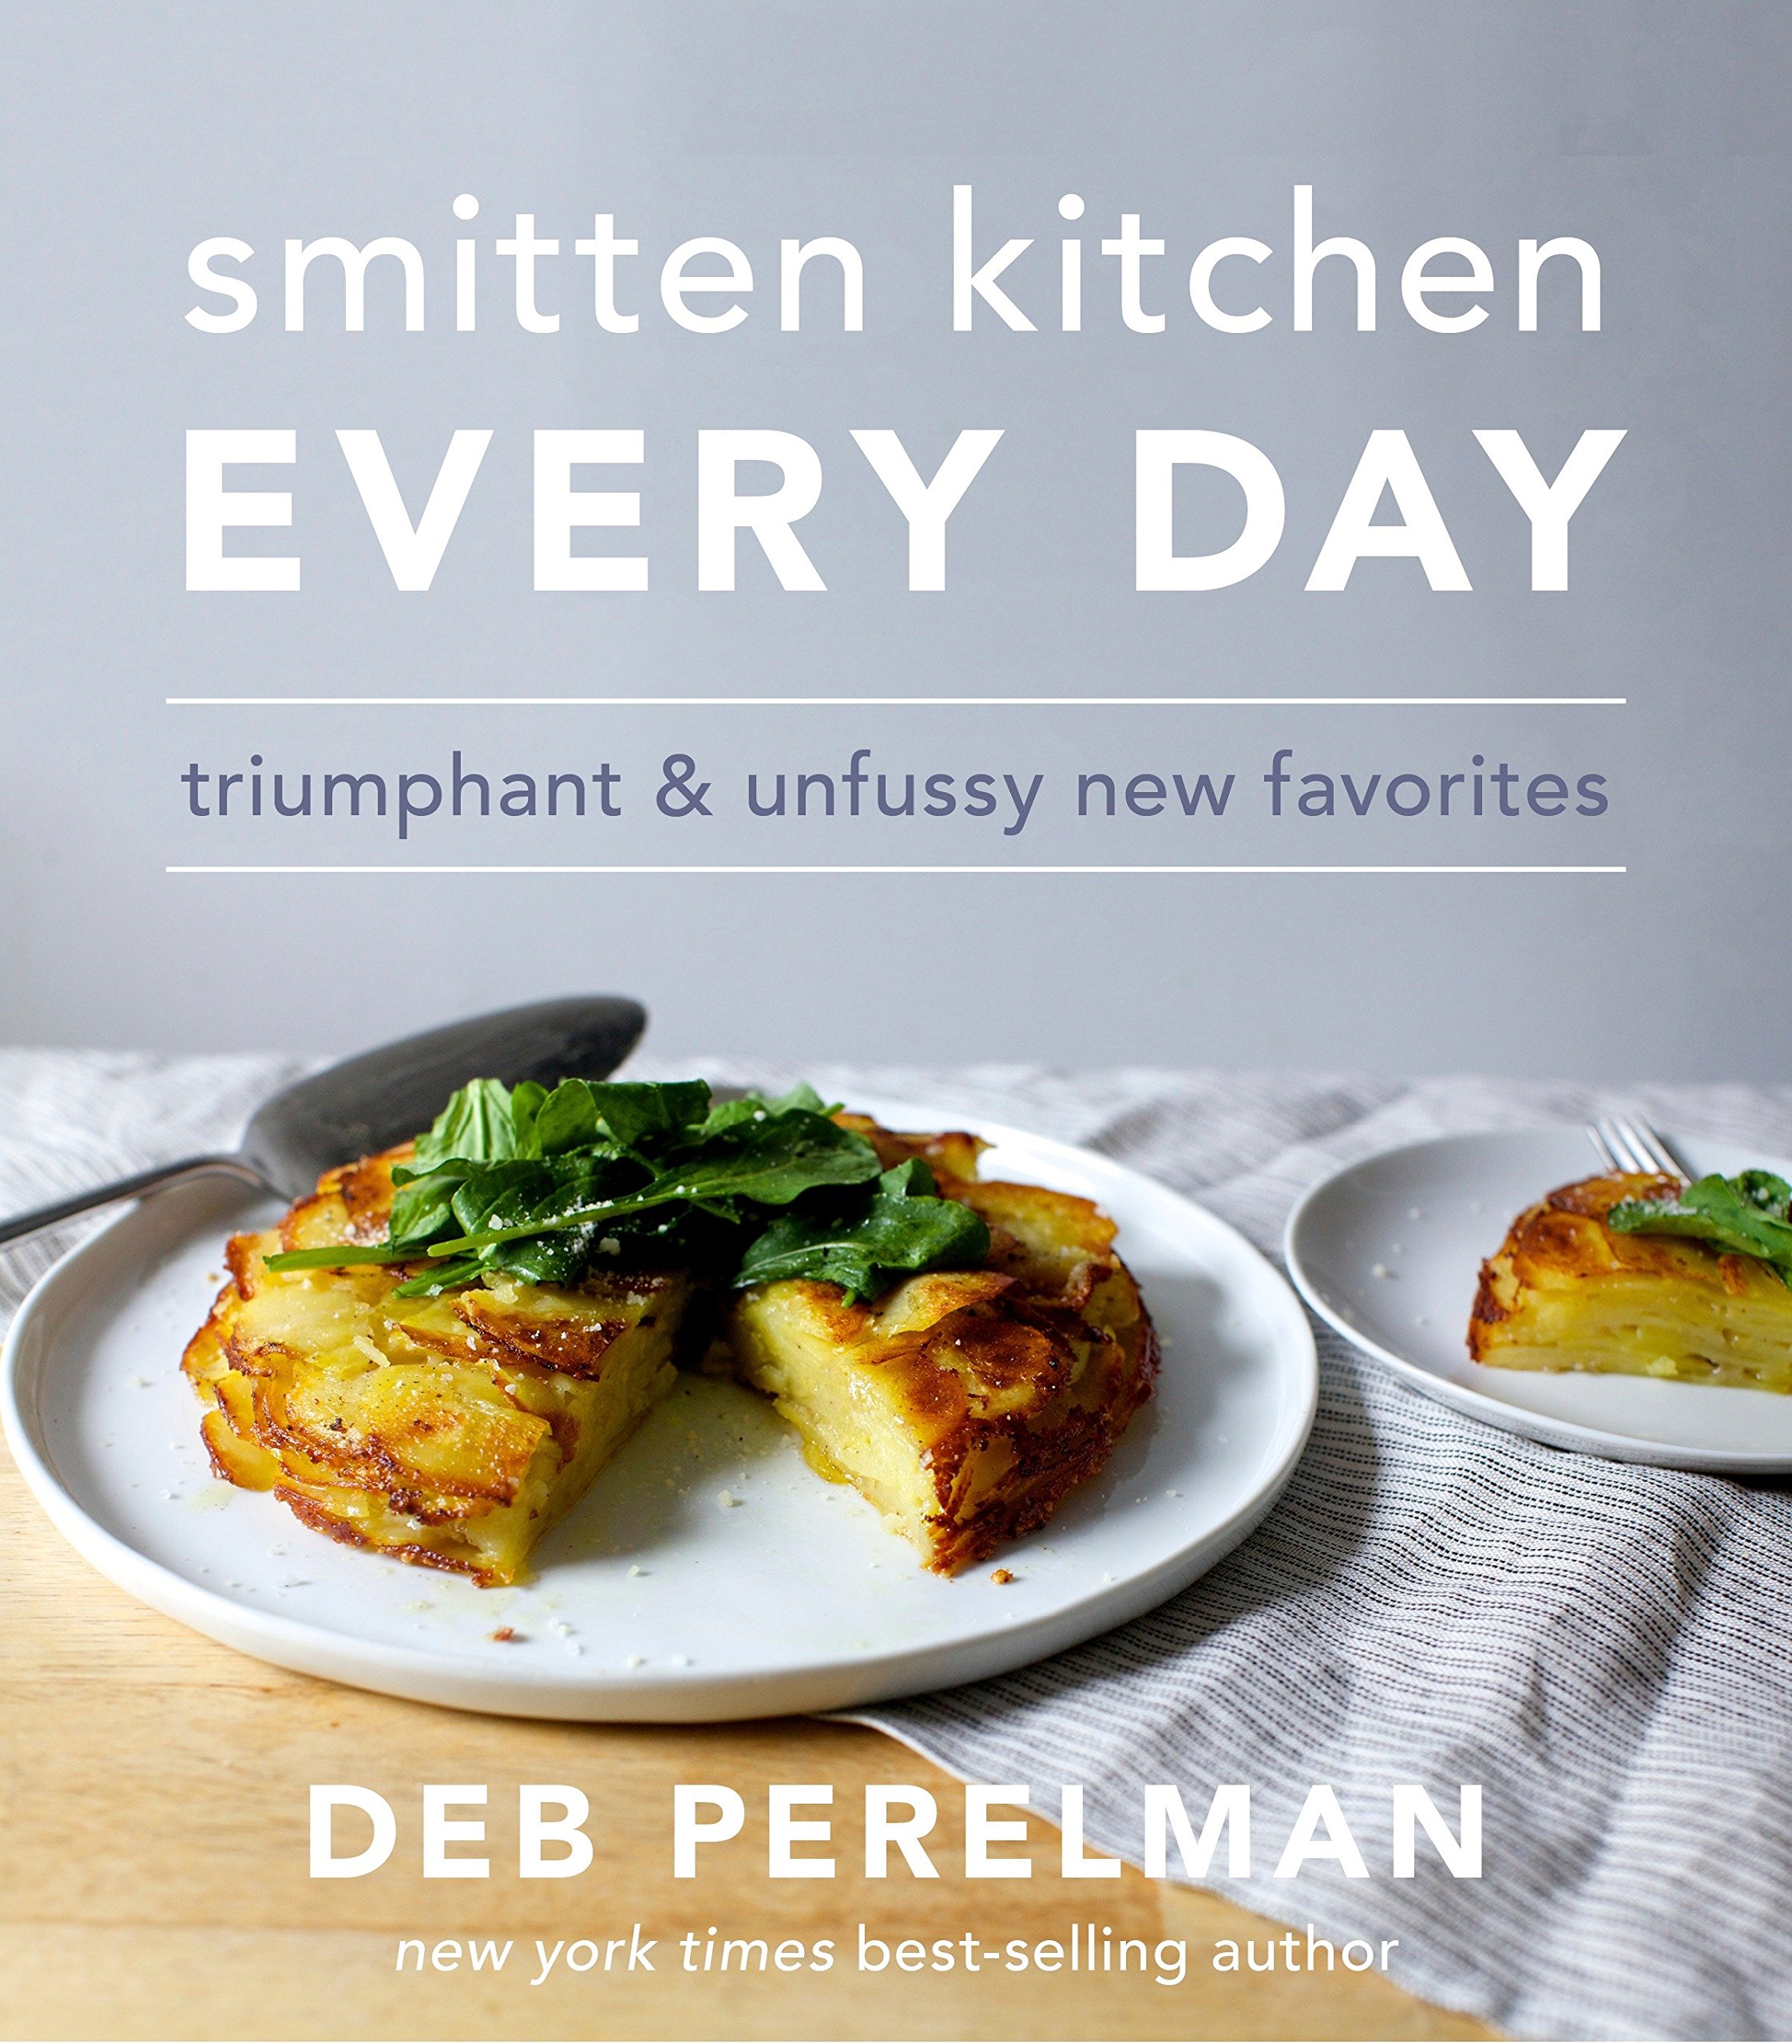 smitten kitchen
EVERY DAY
triumphant & unfussy new favorites
DEB PERELMAN
new york times best-selling author